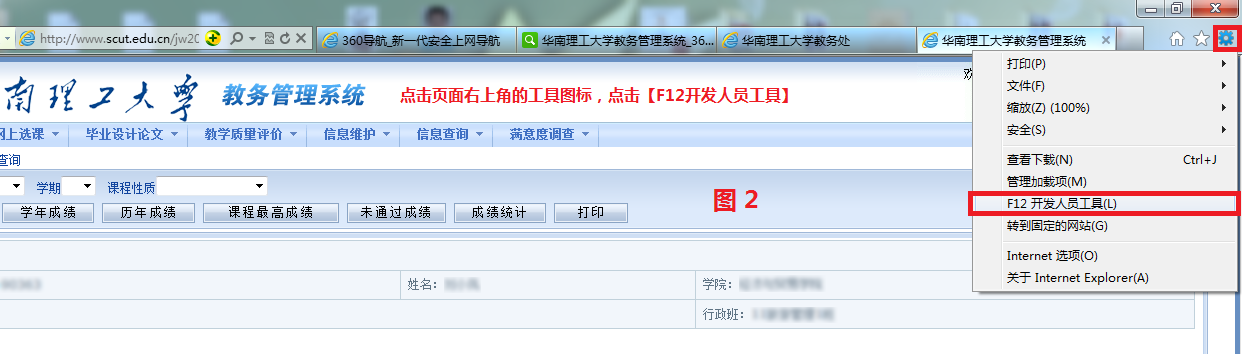 http://www.scut.edu.cn/jw20
360导航_新一代安全上网导航
华南理工大学教务管理系统_36...
华南理工大学教务处
华南理工大学教务管理系统
南理工大学 教务管理系统
点击页面右上角的工具图标，点击【F12开发人员工具】
网上选课 毕业设计论文 教学质量评价 信息维护 信息查询 满意度调查
查询
学期 课程性质
学年成绩 历年成绩 课程最高成绩 未通过成绩 成绩统计 打印
图 2
姓名： 学院：
行政班：
打印(P)
文件(F)
缩放(Z) (100%)
安全(S)
查看下载(N) Ctrl+J
管理加载项(M)
F12 开发人员工具(L)
转到固定的网站(G)
Internet 选项(O)
关于 Internet Explorer(A)